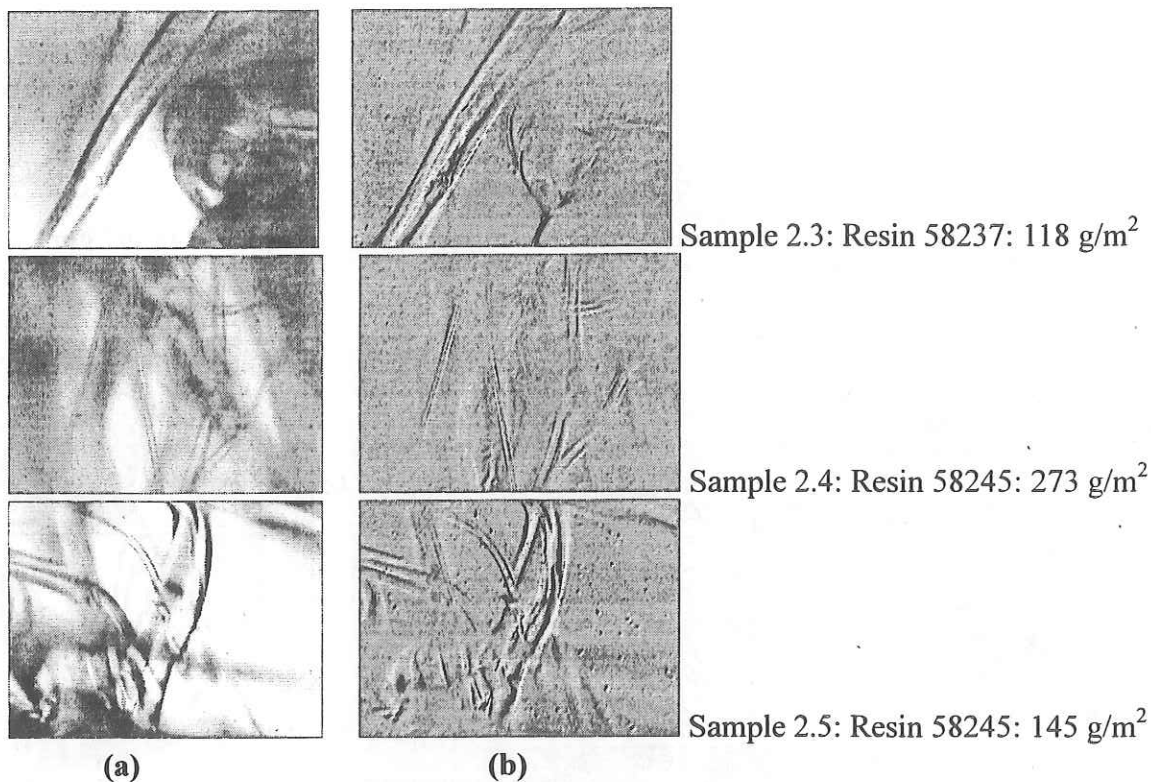 Sample 2.3: Resin 58237: 118 g/m²
Sample 2.4: Resin 58245: 273 g/m²
Sample 2.5: Resin 58245: 145 g/m²
(a) (b)